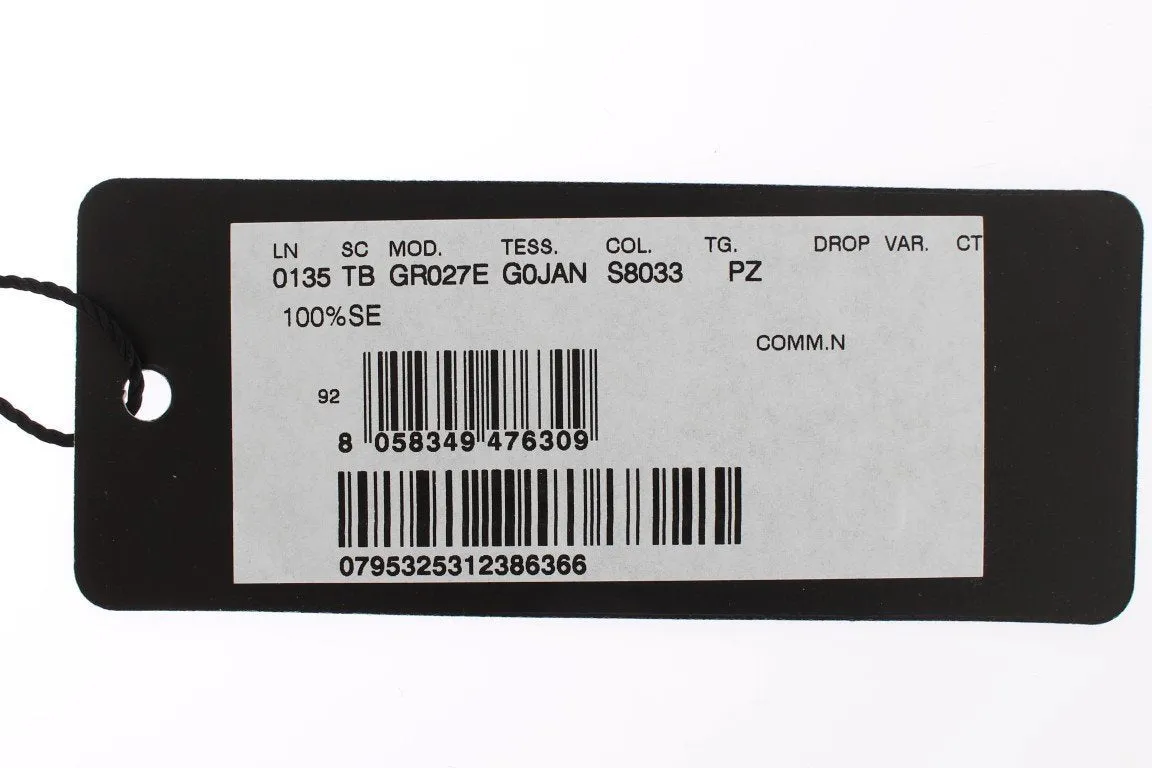 LN SC MOD. TESS. COL. TG. DROP VAR. CT
0135 TB GR027E G0JAN S8033 PZ
100%SE
COMM.N
92
8 058349 476309
0795325312386366